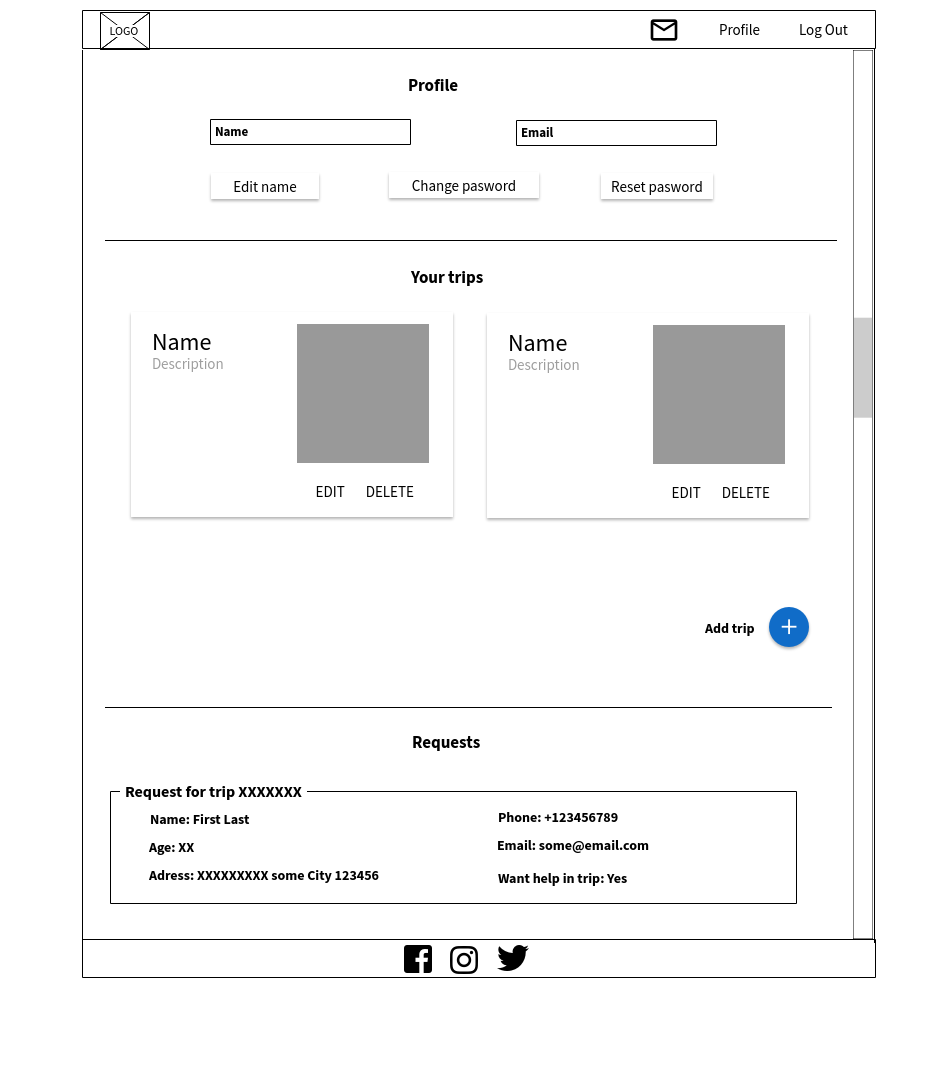 LOGO
Profile
Log Out
Profile
Name
Email
Edit name
Change pasword
Reset pasword
Your trips
Name
Description
EDIT
DELETE
Name
Description
EDIT
DELETE
Add trip
Requests
Request for trip XXXXXXX
Name: First Last
Age: XX
Adress: XXXXXXXXX some City 123456
Phone: +123456789
Email: some@email.com
Want help in trip: Yes